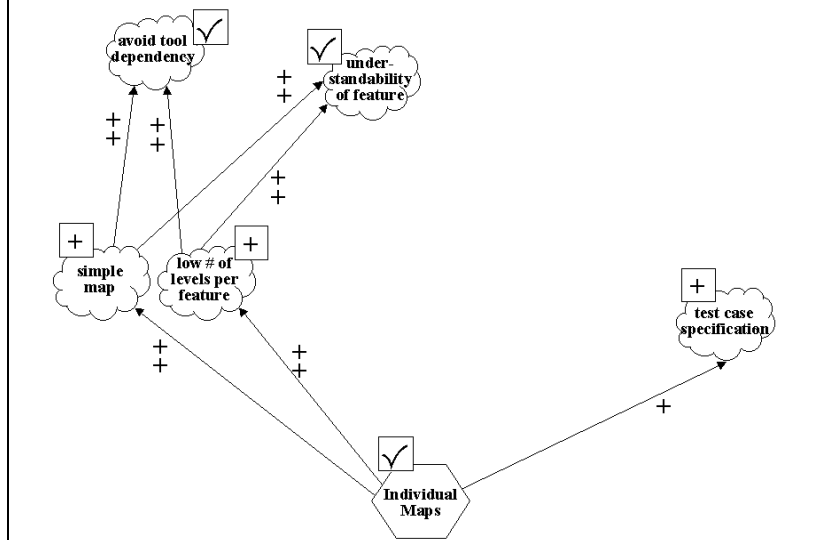 avoid tool
dependency
under-
standability
of feature
+
+
+
+
+
+
+
+
+
+
simple
map
low # of
levels per
feature
+
test case
specification
+
+
+
+
+
Individual
Maps